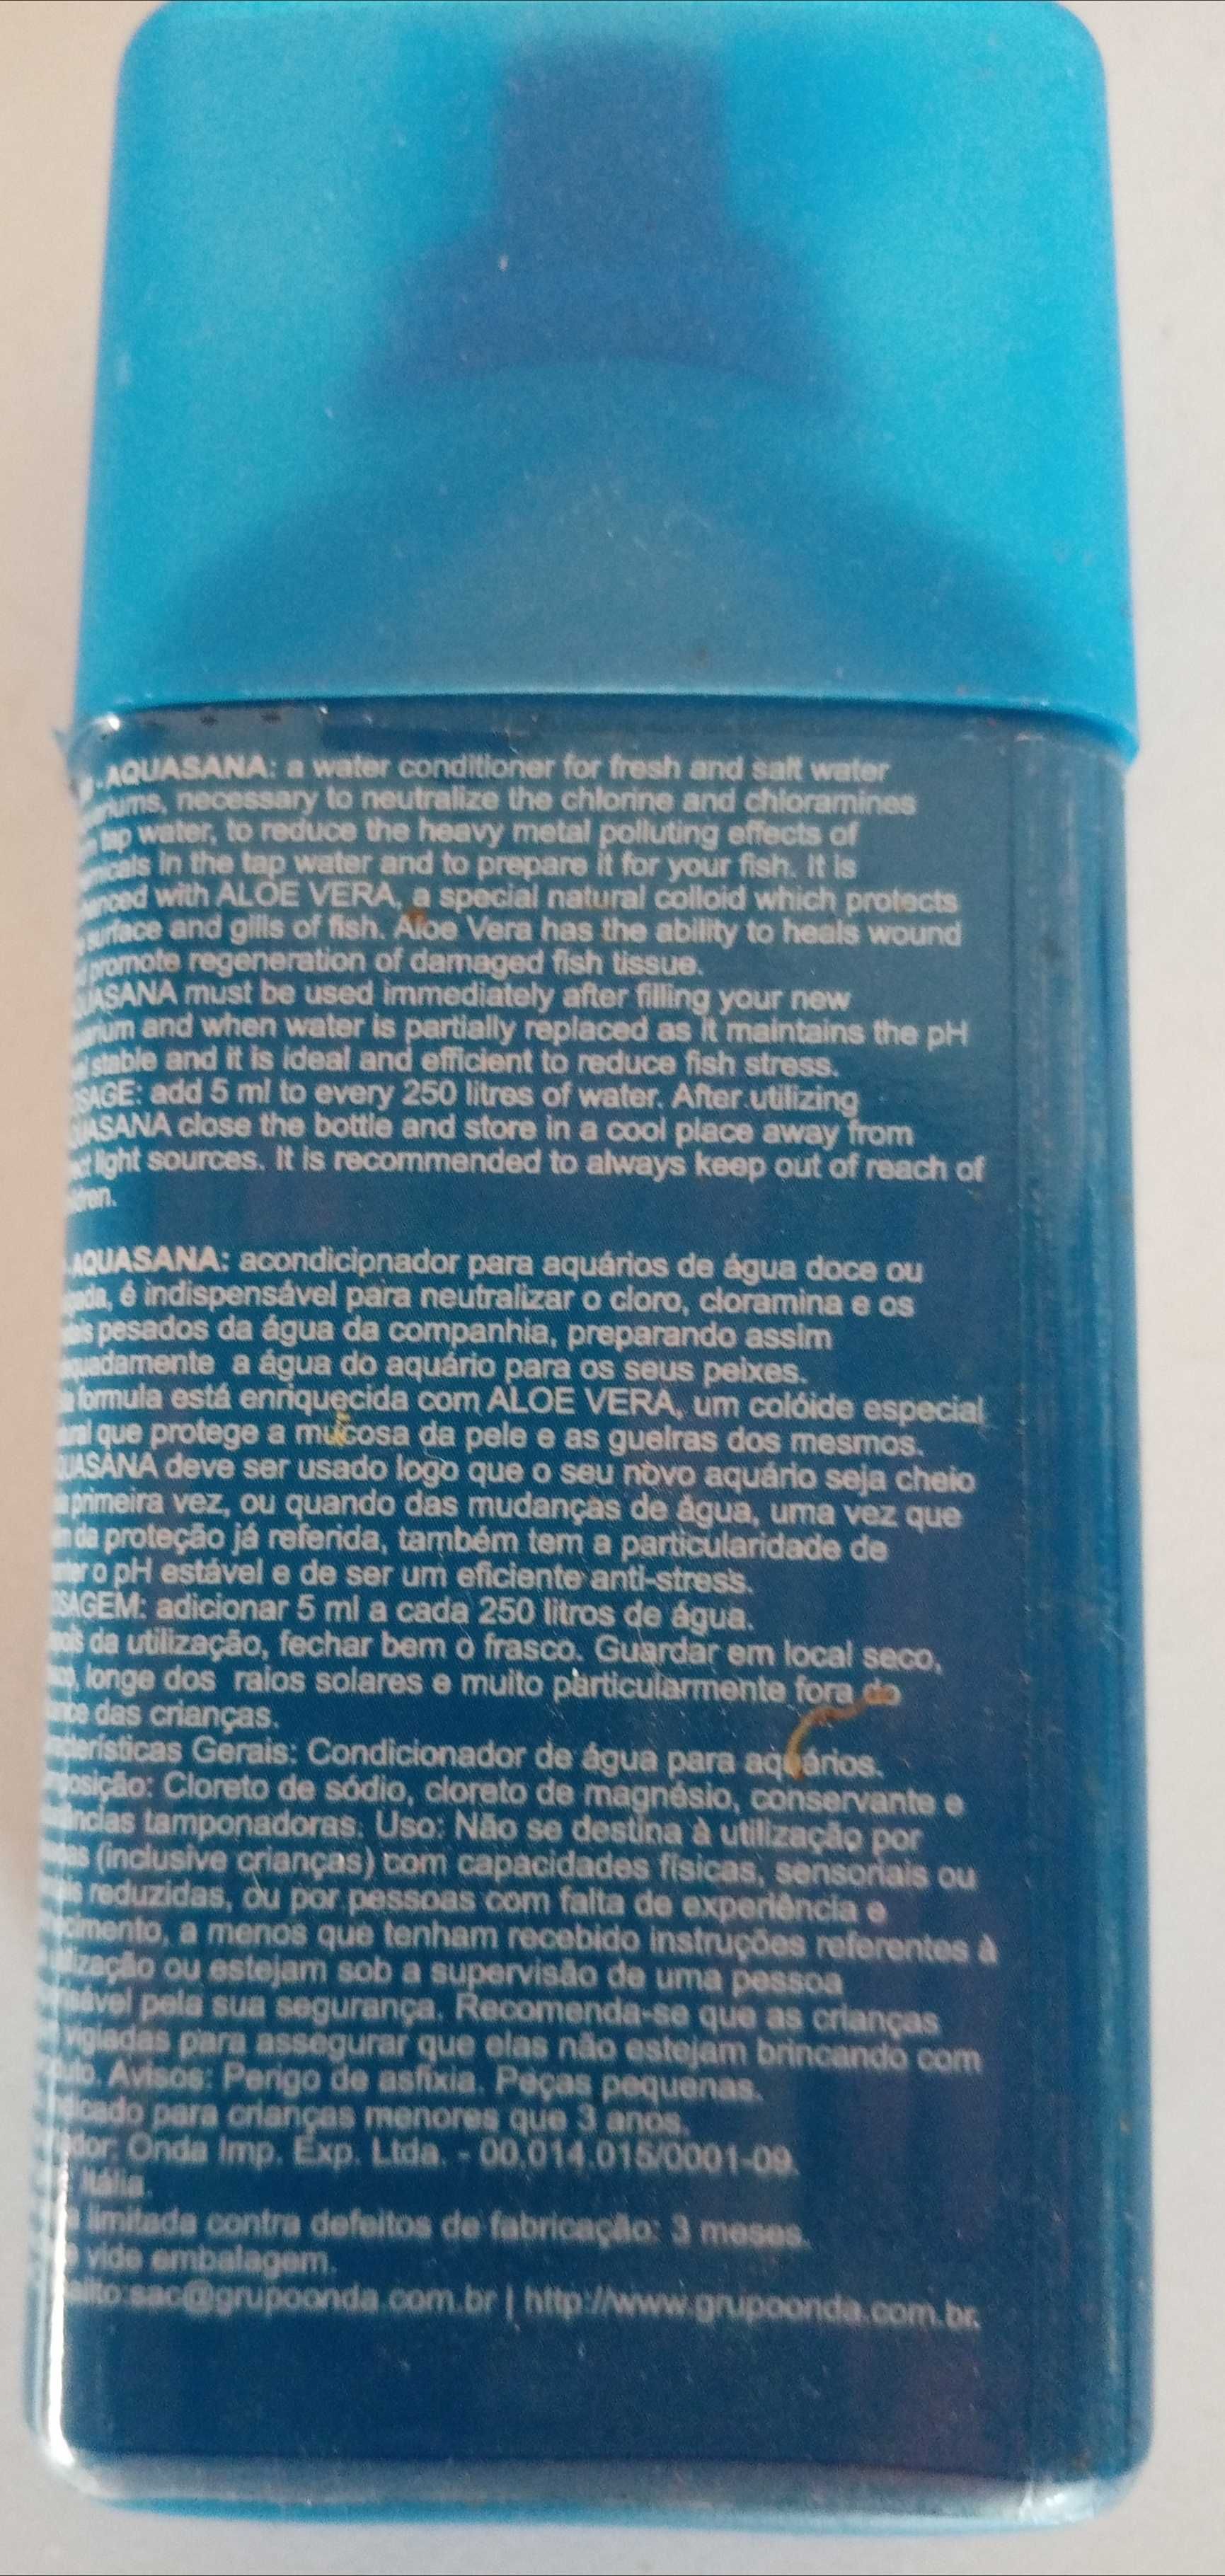 -AQUASANA: a water conditioner for fresh and salt water
necessary to neutralize the chlorine and chloramines
tap water, to reduce the heavy metal polluting effects of
in the tap water and to prepare it for your fish. It is
with ALOE VERA, a special natural colloid which protects
surface and gills of fish. Aloe Vera has the ability to heals wound
promote regeneration of damaged fish tissue.
must be used immediately after filling your new
and when water is partially replaced as it maintains the pH
stable and it is ideal and efficient to reduce fish stress.
add 5 ml to every 250 litres of water. After utilizing
close the bottle and store in a cool place away from
light sources. It is recommended to always keep out of reach of
AQUASANA: acondicionador para aquários de água doce ou
é indispensável para neutralizar o cloro, cloramina e os
pesados da água da companhia, preparando assim
a água do aquário para os seus peixes.
formula está enriquecida com ALOE VERA, um colóide especial
que protege a mucosa da pele e as guelras dos mesmos.
deve ser usado logo que o seu novo aquário seja cheio
primeira vez, ou quando das mudanças de água, uma vez que
da proteção já referida, também tem a particularidade de
o pH estável e de ser um eficiente anti-stress.
adicionar 5 ml a cada 250 litros de água.
da utilização, fechar bem o frasco. Guardar em local seco,
longe dos raios solares e muito particularmente fora do
das crianças.
Gerais: Condicionador de água para aquários.
Cloreto de sódio, cloreto de magnésio, conservante e
tamponadoras. Uso: Não se destina à utilização por
(inclusive crianças) com capacidades físicas, sensoriais ou
reduzidas, ou por pessoas com falta de experiência e
a menos que tenham recebido instruções referentes à
ou estejam sob a supervisão de uma pessoa
pela sua segurança. Recomenda-se que as crianças
vigiadas para assegurar que elas não estejam brincando com
Avisos: Perigo de asfixia. Peças pequenas.
para crianças menores que 3 anos.
Onda Imp. Exp. Ltda. - 00.014.015/0001-09.
Itália.
limitada contra defeitos de fabricação: 3 meses.
vide embalagem.
sac@grupoonda.com.br | http://www.grupoonda.com.br.